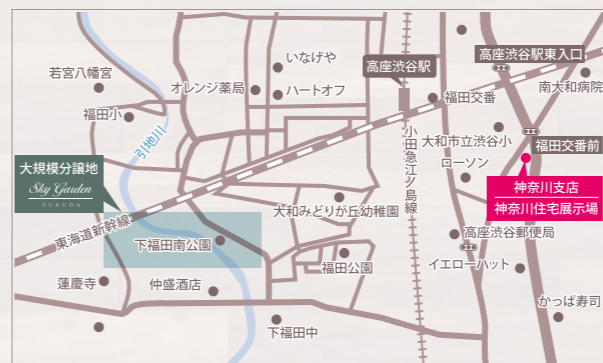 若宮八幡宮
福田小
オレンジ薬局
いなげや
ハートオフ
高座渋谷駅
高座渋谷駅東入口
南大和病院
福田交番
大和市立渋谷小
福田交番前
ローソン
神奈川支店
神奈川住宅展示場
引地川
小田急江ノ島線
大規模分譲地
Sky Garden
FUKUDA
東海道新幹線
大和みどりが丘幼稚園
下福田南公園
高座渋谷郵便局
福田公園
イエローハット
蓮慶寺
仲盛酒店
かっぱ寿司
下福田中